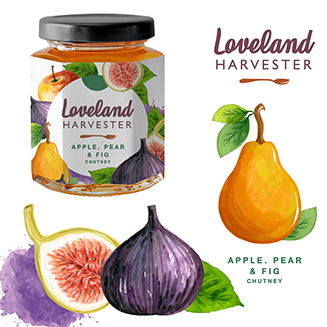 Loveland
HARVESTER
APPLE, PEAR
& FIG
CHUTNEY
Loveland
HARVESTER
APPLE, PEAR
& FIG
CHUTNEY